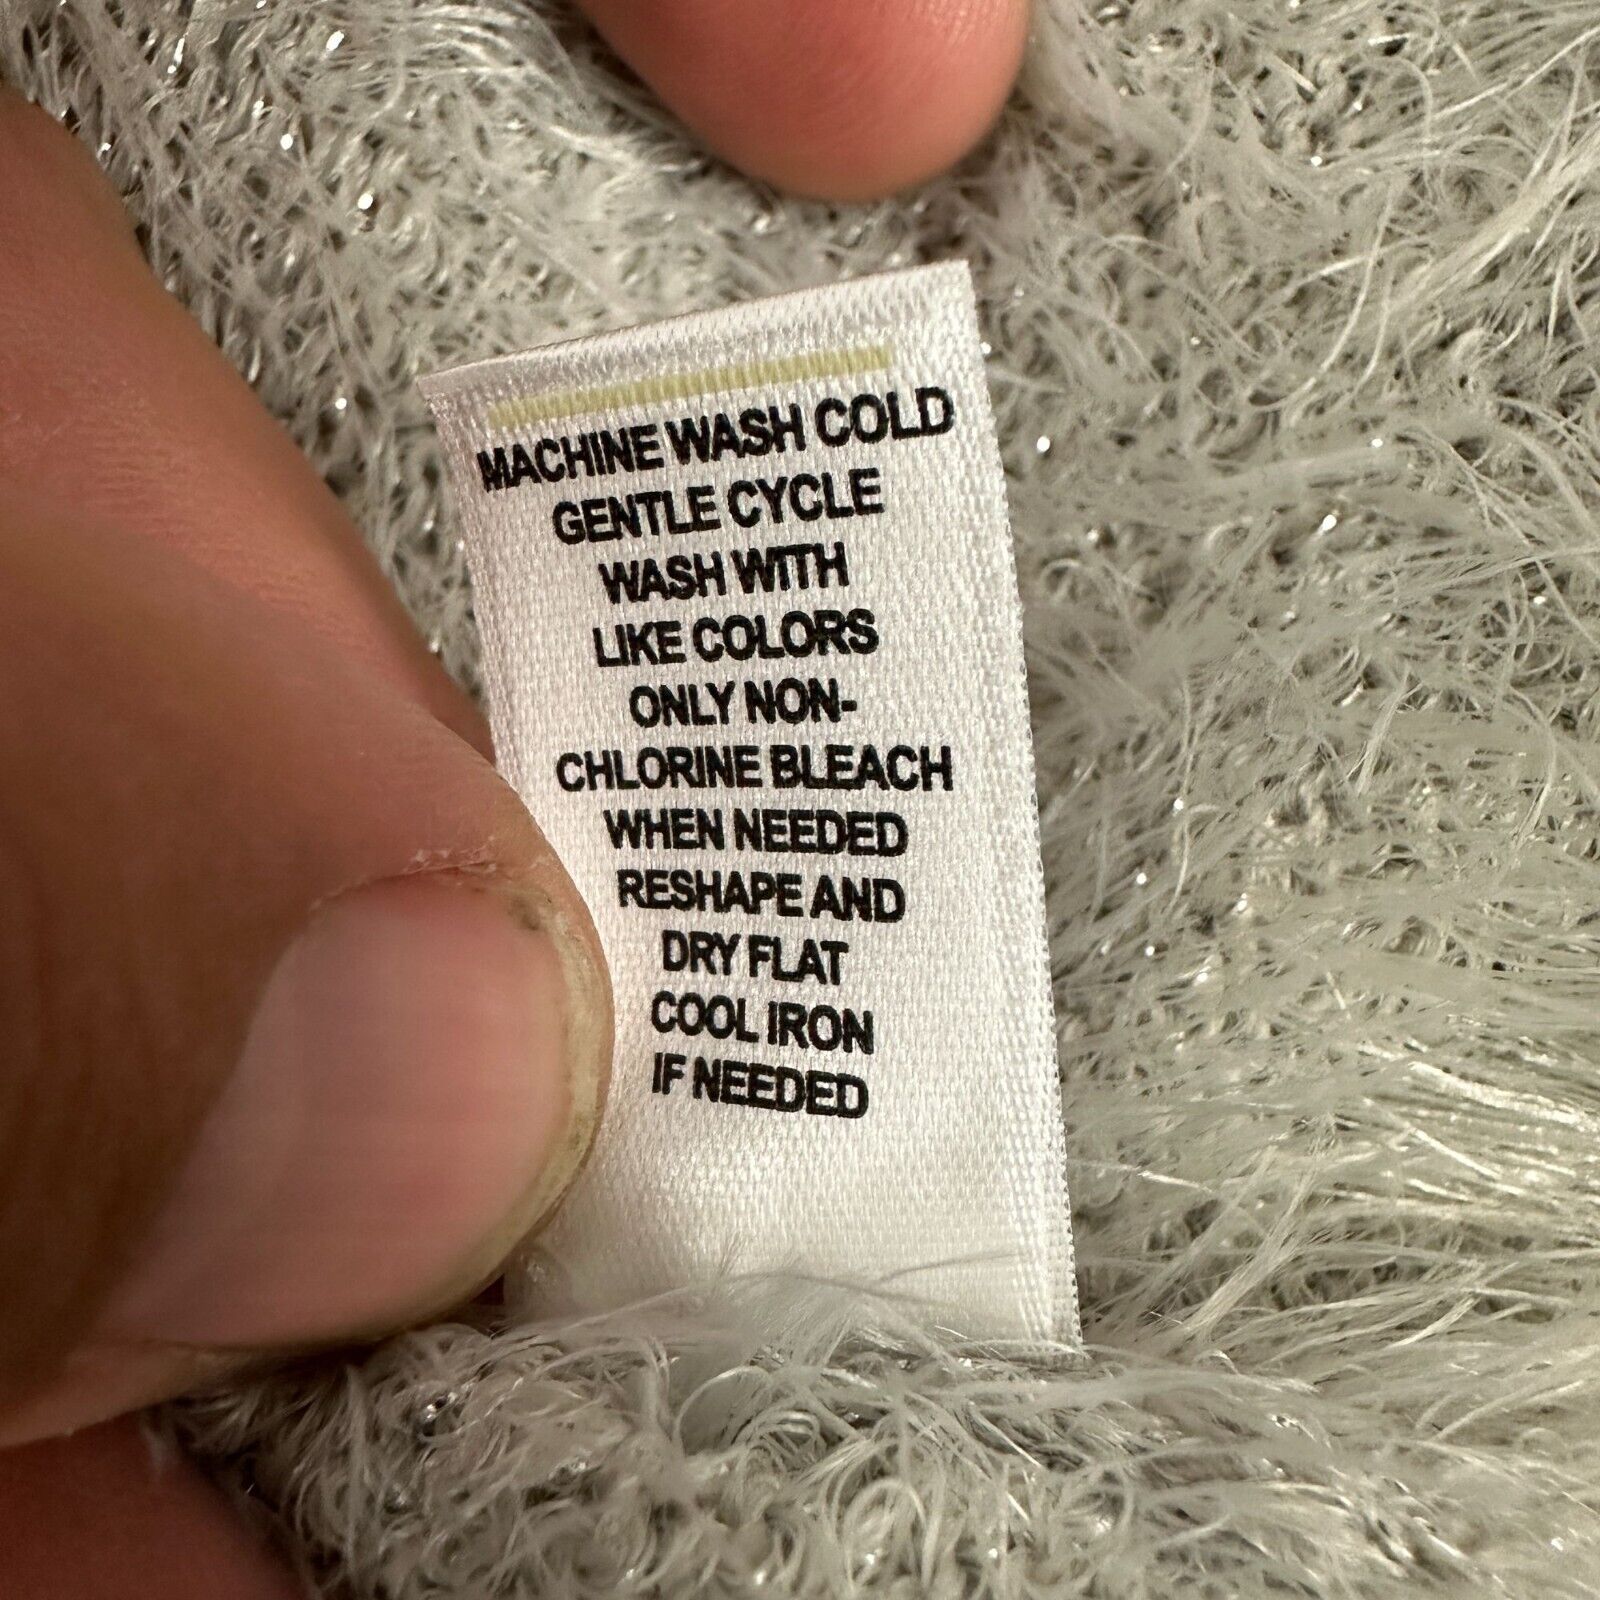 MACHINE WASH COLD
GENTLE CYCLE
WASH WITH
LIKE COLORS
ONLY NON-
CHLORINE BLEACH
WHEN NEEDED
RESHAPE AND
DRY FLAT
COOL IRON
IF NEEDED